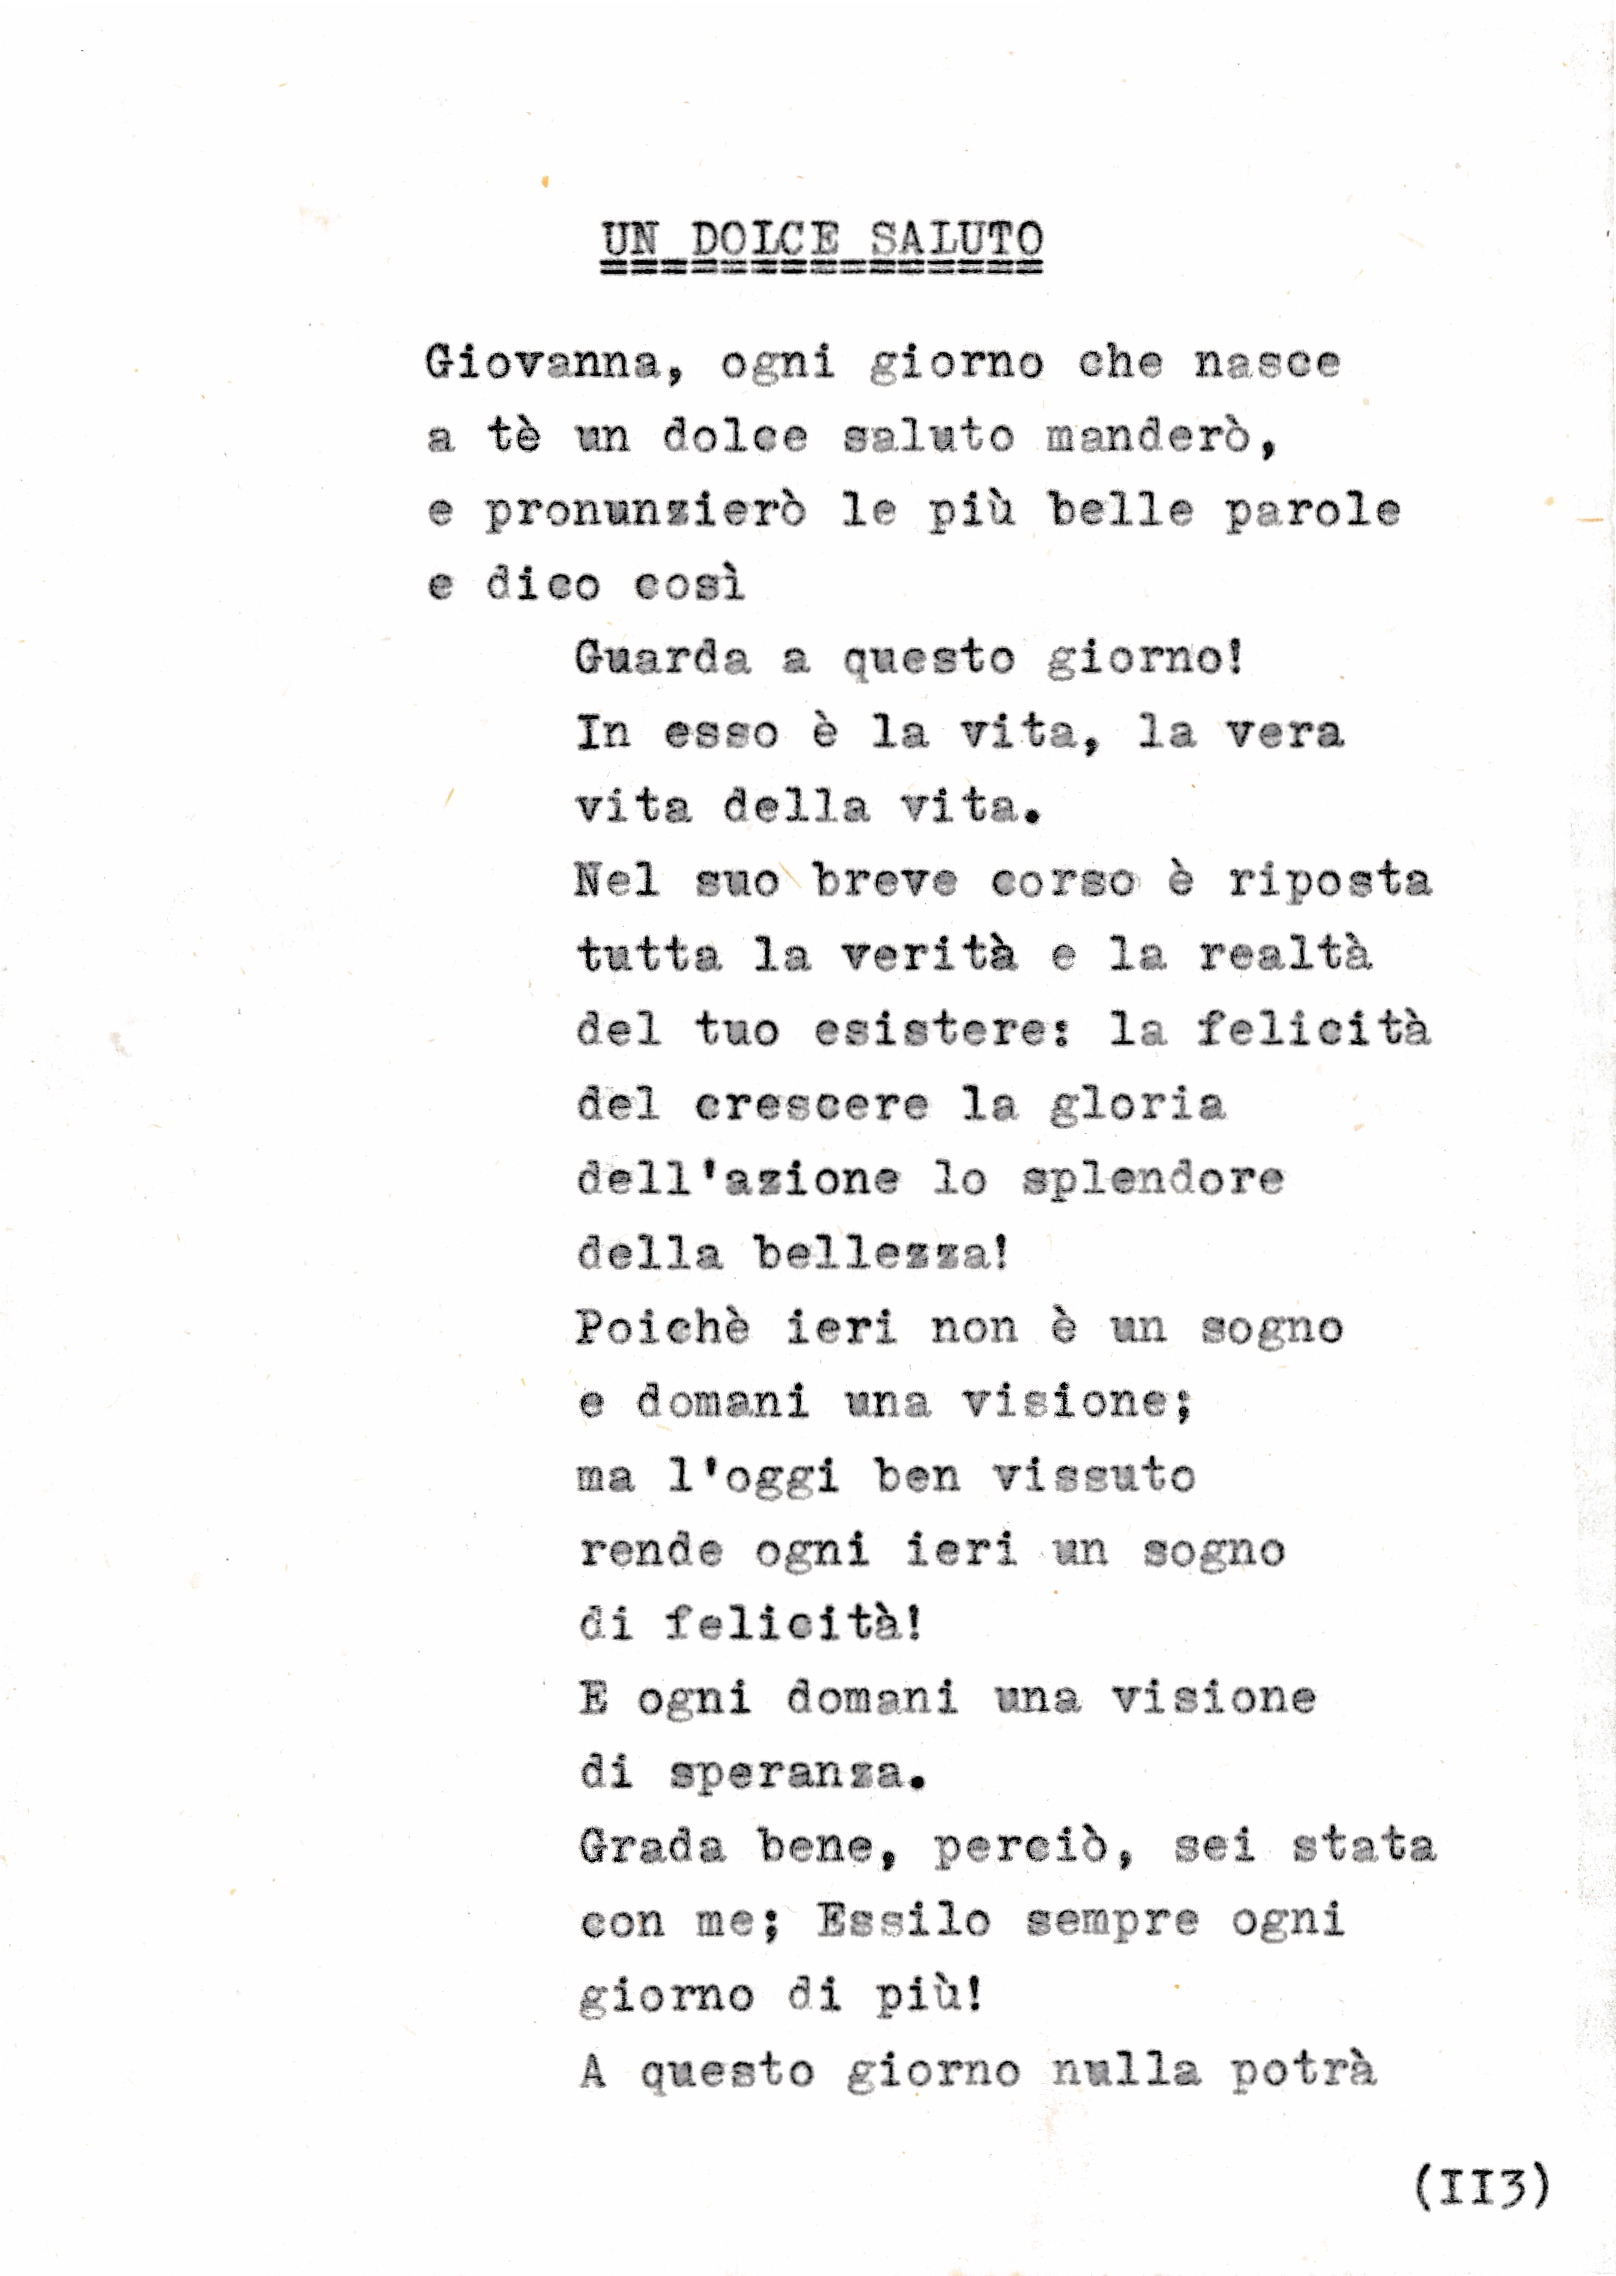 UN DOLCE SALUTO
Giovanna, ogni giorno che nasce
a tè un dolce saluto manderò,
e pronunzierò le più belle parole
e dico così
Guarda a questo giorno!
In esso è la vita, la vera
vita della vita.
Nel suo breve corso è riposta
tutta la verità e la realtà
del tuo esistere: la felicità
del crescere la gloria
dell'azione lo splendore
della bellezza!
Poichè ieri non è un sogno
e domani una visione;
ma l'oggi ben vissuto
rende ogni ieri un sogno
di felicità!
E ogni domani una visione
di speranza.
Grada bene, perciò, sei stata
con me; Essilo sempre ogni
giorno di più!
A questo giorno nulla potrà
(II3)